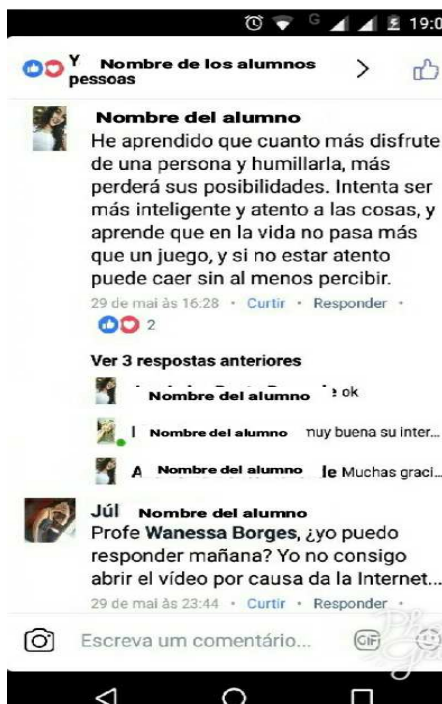 G 19:0
Y Nombre de los alumnos
pessoas
Nombre del alumno
He aprendido que cuanto más disfrute
de una persona y humillarla, más
perderá sus posibilidades. Intenta ser
más inteligente y atento a las cosas, y
aprende que en la vida no pasa más
que un juego, y si no estar atento
puede caer sin al menos percibir.
29 de mai às 16:28 · Curtir · Responder ·
2
Ver 3 respostas anteriores
Nombre del alumno ok
Nombre del alumno muy buena su inter...
A Nombre del alumno le Muchas graci...
Júl Nombre del alumno
Profe Wanessa Borges, ¿yo puedo
responder mañana? Yo no consigo
abrir el vídeo por causa da la Internet...
29 de mai às 23:44 · Curtir · Responder ·
Escreva um comentário... GIF